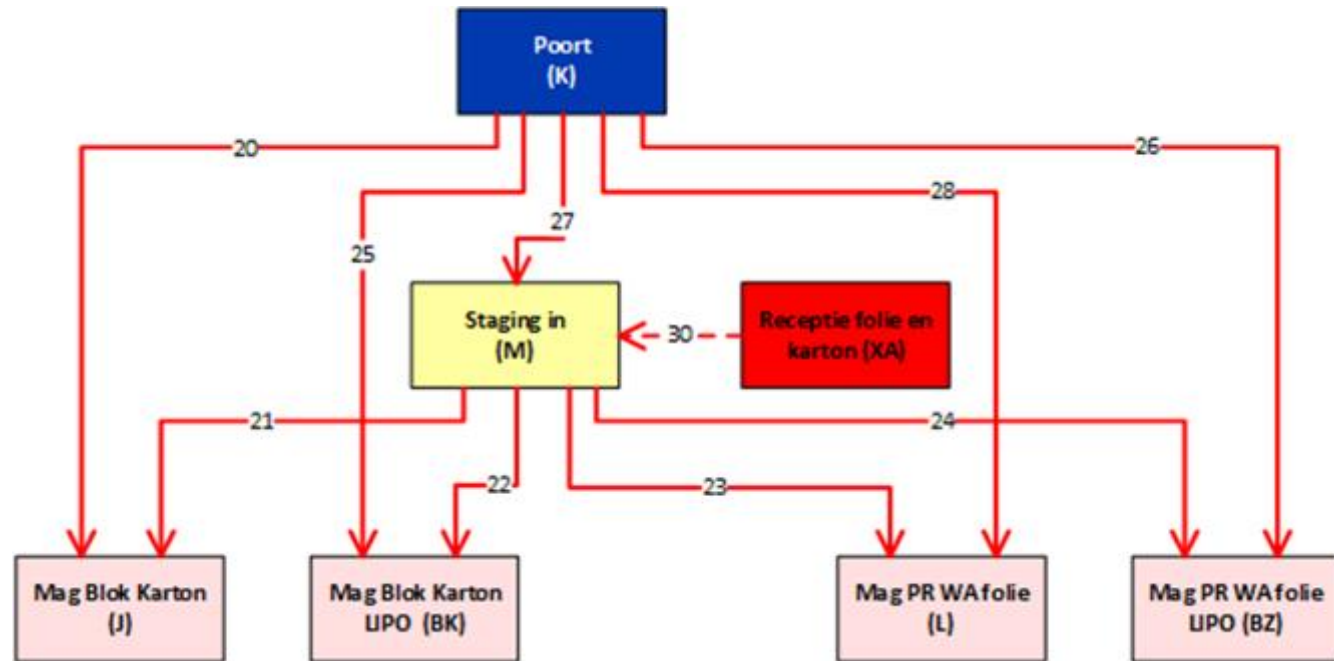 Poort
(K)
20
26
28
27
25
Staging in
(M)
30
Receptie folie en
karton (XA)
21
24
22
23
Mag Blok Karton
(J)
Mag Blok Karton
LIPO (BK)
Mag PR WA folie
(L)
Mag PR WA folie
LIPO (BZ)